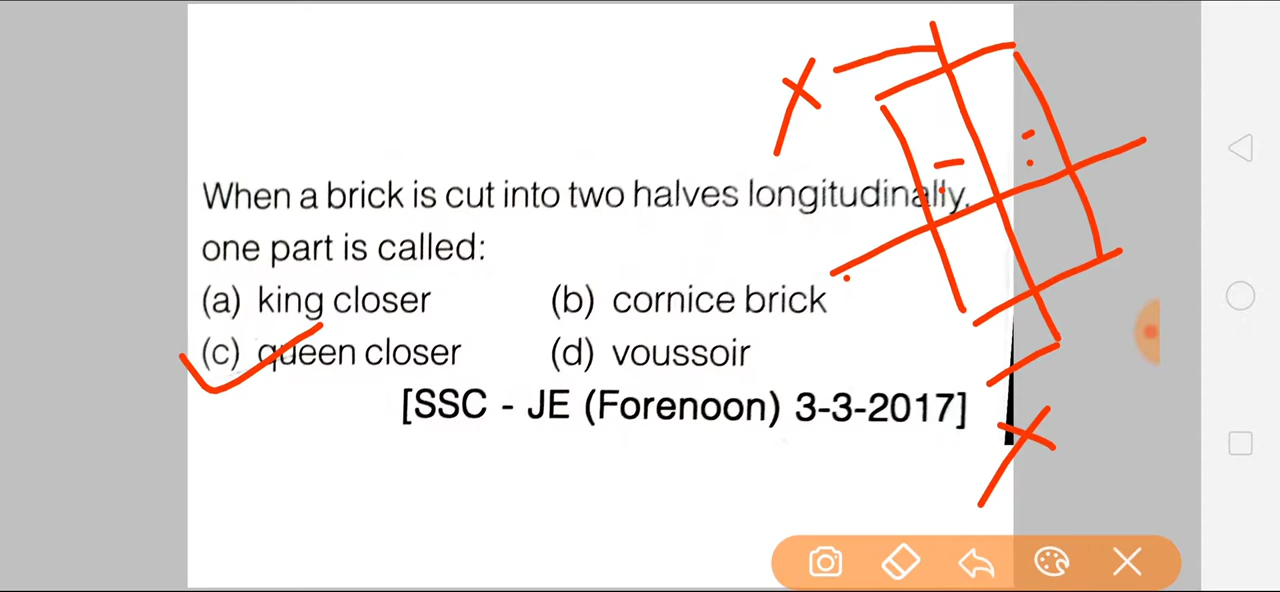 When a brick is cut into two halves longitudinally,
one part is called:
(a) king closer (b) cornice brick
(c) queen closer (d) voussoir
[SSC - JE (Forenoon) 3-3-2017]